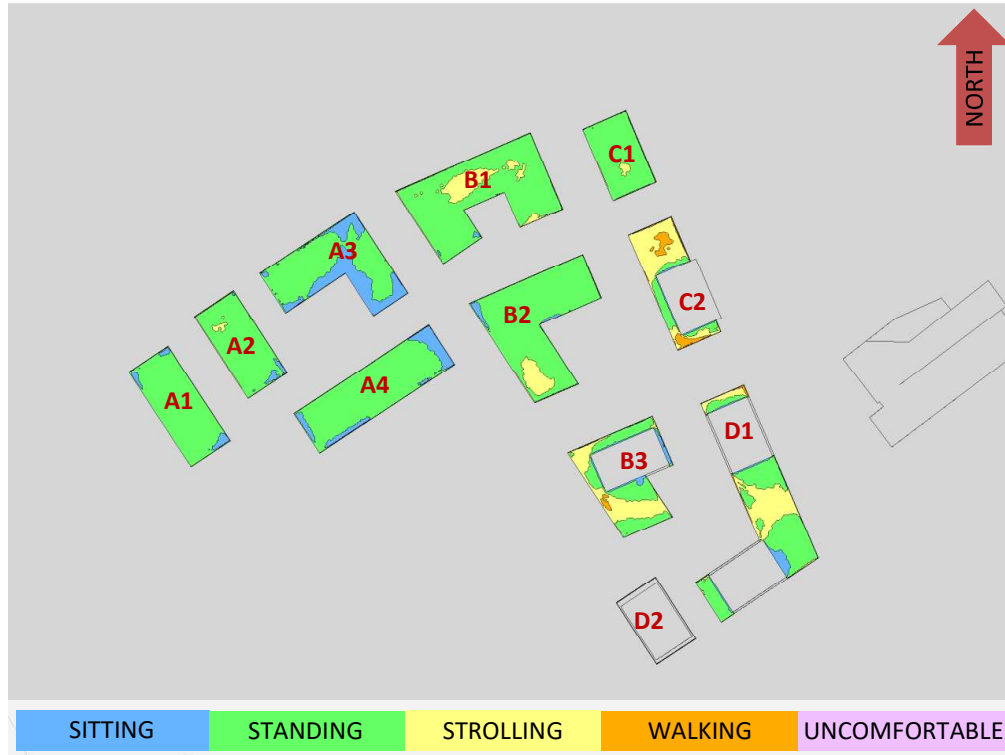 NORTH
C1
B1
A3
C2
B2
A2
A4
A1
D1
B3
D2
SITTING
STANDING
STROLLING
WALKING
UNCOMFORTABLE